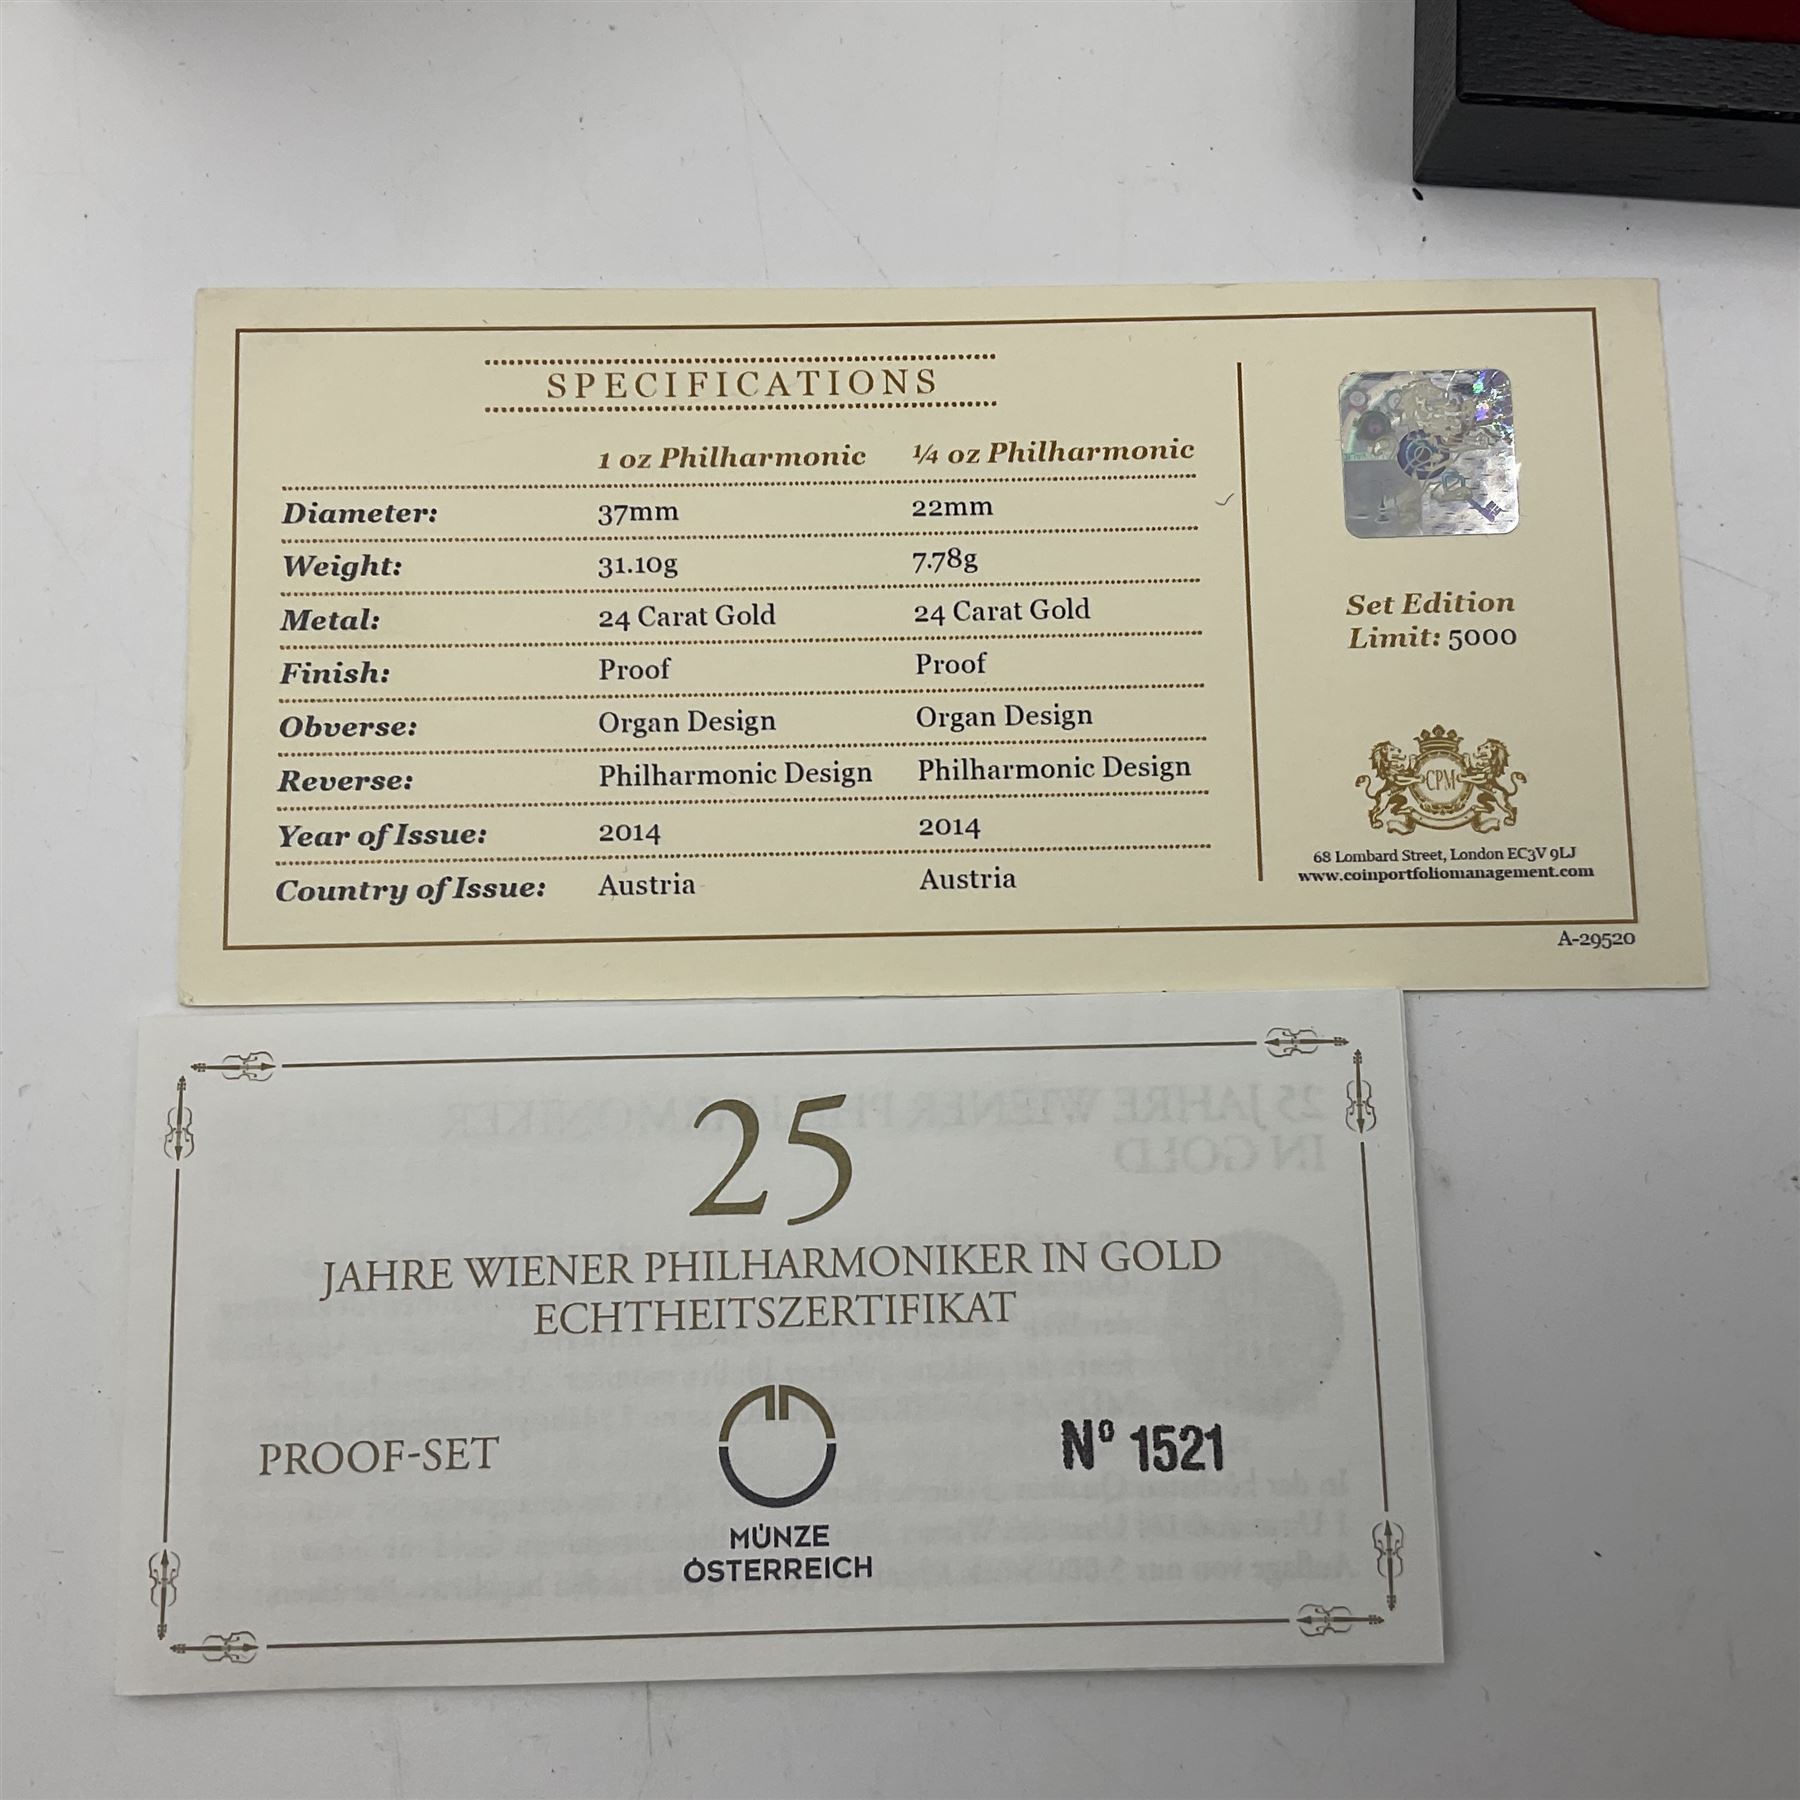 SPECIFICATIONS
1 oz Philharmonic ¼ oz Philharmonic
Diameter: 37mm 22mm
Weight: 31.10g 7.78g
Metal: 24 Carat Gold 24 Carat Gold
Finish: Proof Proof
Obverse: Organ Design Organ Design
Reverse: Philharmonic Design Philharmonic Design
Year of Issue: 2014 2014
Country of Issue: Austria Austria
Set Edition
Limit: 5000
CPM
68 Lombard Street, London EC3V 9LJ
www.coinportfoliomanagement.com
A-29520
25
JAHRE WIENER PHILHARMONIKER IN GOLD
ECHTHEITSZERTIFIKAT
PROOF-SET
Nº 1521
MÜNZE
ÖSTERREICH